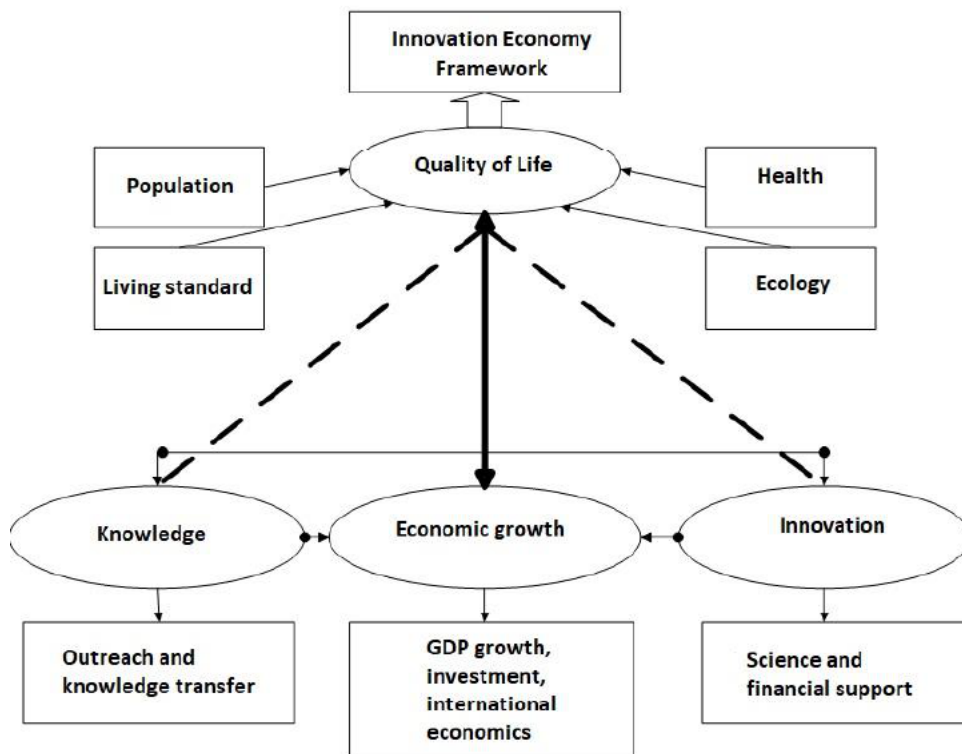 Innovation Economy
Framework
Quality of Life
Population
Health
Living standard
Ecology
Knowledge
Economic growth
Innovation
Outreach and
knowledge transfer
GDP growth,
investment,
international
economics
Science and
financial support